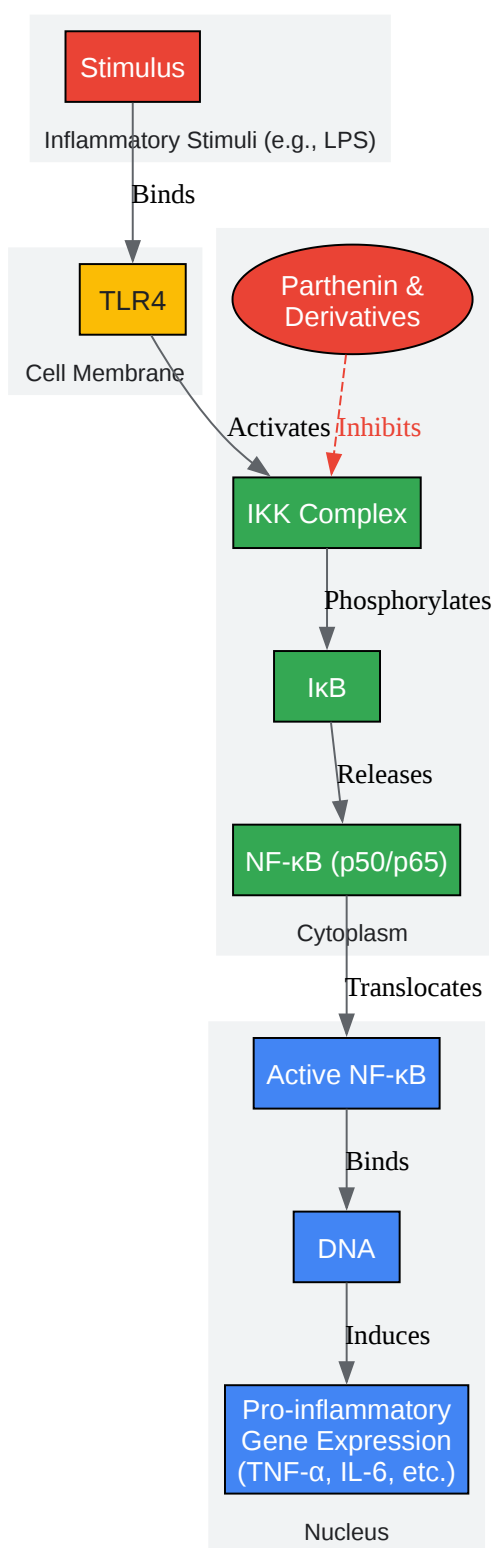 Stimulus
Inflammatory Stimuli (e.g., LPS)
Binds
TLR4
Cell Membrane
Parthenin &
Derivatives
Activates
Inhibits
IKK Complex
Phosphorylates
IκB
Releases
NF-κB (p50/p65)
Cytoplasm
Translocates
Active NF-κB
Binds
DNA
Induces
Pro-inflammatory
Gene Expression
(TNF-α, IL-6, etc.)
Nucleus